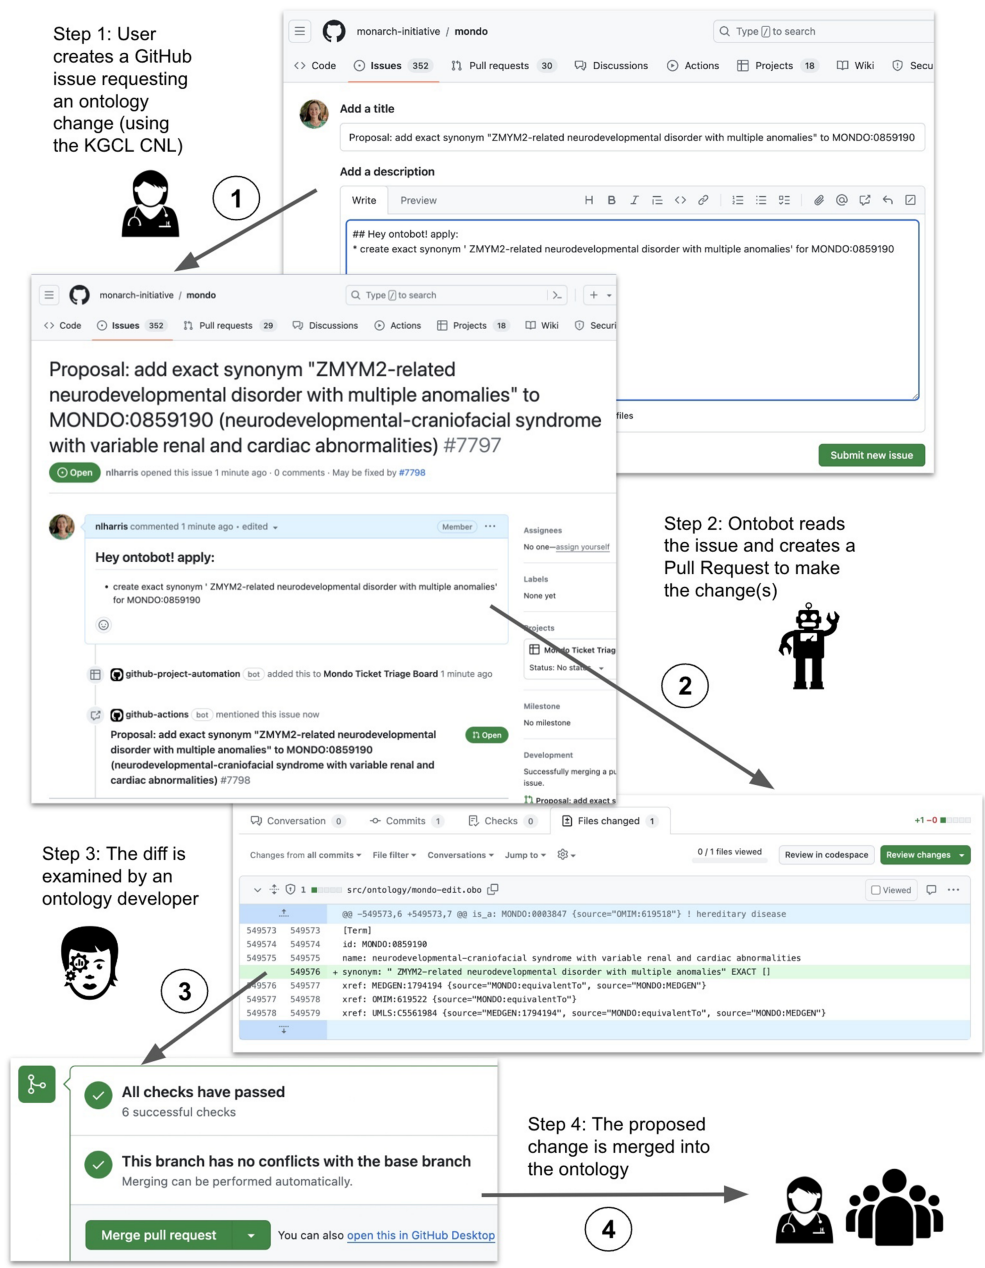 Step 1: User
creates a GitHub
issue requesting
an ontology
change (using
the KGCL CNL)
1
monarch-initiative / mondo
Type / to search
Code Issues 352 Pull requests 30 Discussions Actions Projects 18 Wiki Secu
Add a title
Proposal: add exact synonym "ZMYM2-related neurodevelopmental disorder with multiple anomalies" to MONDO:0859190
Add a description
Write Preview
## Hey ontobot! apply:
* create exact synonym ' ZMYM2-related neurodevelopmental disorder with multiple anomalies' for MONDO:0859190
files
Submit new issue
monarch-initiative / mondo
Type / to search
Code Issues 352 Pull requests 29 Discussions Actions Projects 18 Wiki Securi
Proposal: add exact synonym "ZMYM2-related
neurodevelopmental disorder with multiple anomalies" to
MONDO:0859190 (neurodevelopmental-craniofacial syndrome
with variable renal and cardiac abnormalities) #7797
Open nlharris opened this issue 1 minute ago · 0 comments · May be fixed by #7798
nlharris commented 1 minute ago • edited Member ···
Hey ontobot! apply:
• create exact synonym ' ZMYM2-related neurodevelopmental disorder with multiple anomalies'
for MONDO:0859190
github-project-automation bot added this to Mondo Ticket Triage Board 1 minute ago
github-actions bot mentioned this issue now
Proposal: add exact synonym "ZMYM2-related neurodevelopmental
disorder with multiple anomalies" to MONDO:0859190
(neurodevelopmental-craniofacial syndrome with variable renal and
cardiac abnormalities) #7798
Open
Assignees
No one—assign yourself
Labels
None yet
Projects
Mondo Ticket Triag
Status: No status
Milestone
No milestone
Development
Successfully merging a pu
issue.
Proposal: add exact s
Step 2: Ontobot reads
the issue and creates a
Pull Request to make
the change(s)
2
Conversation 0 Commits 1 Checks 0 Files changed 1 +1 −0
Changes from all commits File filter Conversations Jump to 0 / 1 files viewed Review in codespace Review changes
1 src/ontology/mondo-edit.obo Viewed ···
@@ -549573,6 +549573,7 @@ is_a: MONDO:0003847 {source="OMIM:619518"} ! hereditary disease
549573 549573 [Term]
549574 549574 id: MONDO:0859190
549575 549575 name: neurodevelopmental-craniofacial syndrome with variable renal and cardiac abnormalities
549576 + synonym: " ZMYM2-related neurodevelopmental disorder with multiple anomalies" EXACT []
549576 549577 xref: MEDGEN:1794194 {source="MONDO:equivalentTo", source="MONDO:MEDGEN"}
549577 549578 xref: OMIM:619522 {source="MONDO:equivalentTo"}
549578 549579 xref: UMLS:C5561984 {source="MEDGEN:1794194", source="MONDO:equivalentTo", source="MONDO:MEDGEN"}
Step 3: The diff is
examined by an
ontology developer
3
All checks have passed
6 successful checks
This branch has no conflicts with the base branch
Merging can be performed automatically.
Merge pull request You can also open this in GitHub Desktop
Step 4: The proposed
change is merged into
the ontology
4